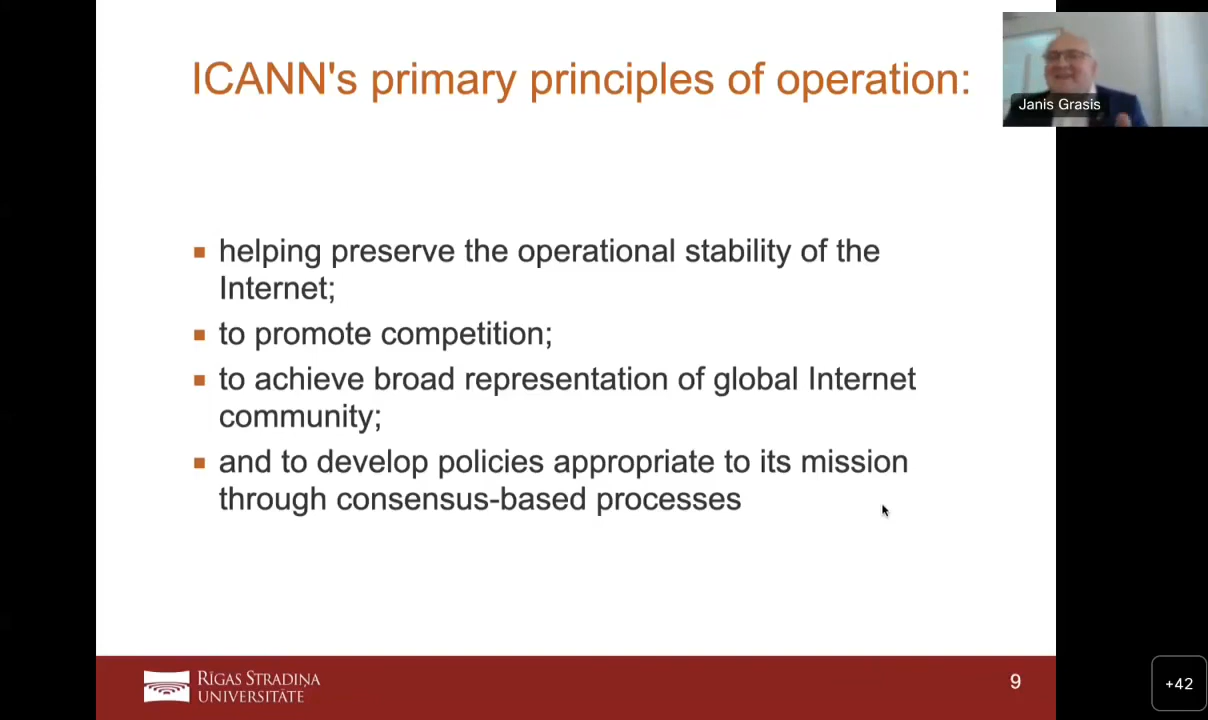 ICANN's primary principles of operation:
Janis Grasis
helping preserve the operational stability of the
Internet;
to promote competition;
to achieve broad representation of global Internet
community;
and to develop policies appropriate to its mission
through consensus-based processes
RĪGAS STRADIŅA
UNIVERSITĀTE
9
+42